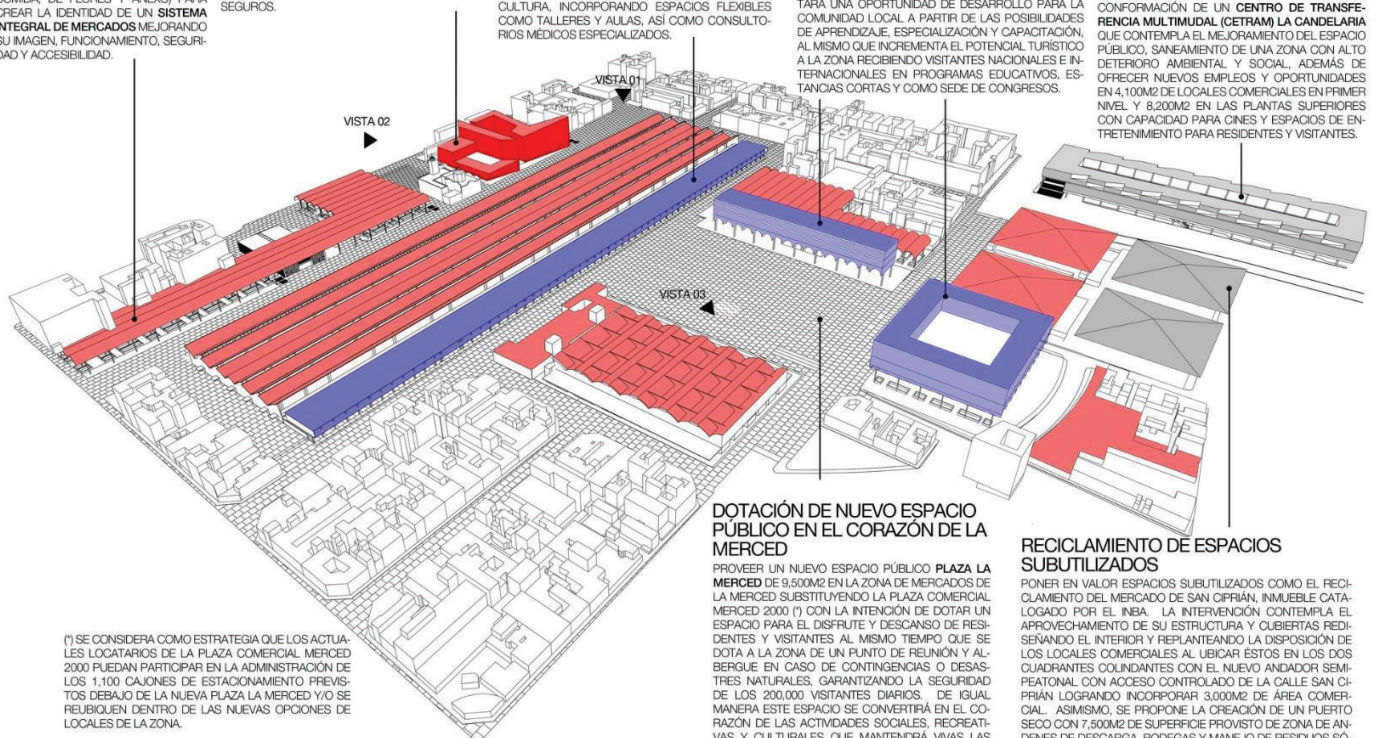 COMIDA, DE FLORES Y ANEAS) PARA
CREAR LA IDENTIDAD DE UN SISTEMA
INTEGRAL DE MERCADOS MEJORANDO
SU IMAGEN, FUNCIONAMIENTO, SEGURI-
DAD Y ACCESIBILIDAD.
SEGUROS.
CULTURA, INCORPORANDO ESPACIOS FLEXIBLES
COMO TALLERES Y AULAS, ASÍ COMO CONSULTO-
RIOS MÉDICOS ESPECIALIZADOS.
TARÁ UNA OPORTUNIDAD DE DESARROLLO PARA LA
COMUNIDAD LOCAL A PARTIR DE LAS POSIBILIDADES
DE APRENDIZAJE, ESPECIALIZACIÓN Y CAPACITACIÓN,
AL MISMO QUE INCREMENTA EL POTENCIAL TURÍSTICO
A LA ZONA RECIBIENDO VISITANTES NACIONALES E IN-
TERNACIONALES EN PROGRAMAS EDUCATIVOS, ES-
TANCIAS CORTAS Y COMO SEDE DE CONGRESOS.
CONFORMACIÓN DE UN CENTRO DE TRANSFE-
RENCIA MULTIMUDAL (CETRAM) LA CANDELARIA
QUE CONTEMPLA EL MEJORAMIENTO DEL ESPACIO
PÚBLICO, SANEAMIENTO DE UNA ZONA CON ALTO
DETERIORO AMBIENTAL Y SOCIAL, ADEMÁS DE
OFRECER NUEVOS EMPLEOS Y OPORTUNIDADES
EN 4,100M2 DE LOCALES COMERCIALES EN PRIMER
NIVEL Y 8,200M2 EN LAS PLANTAS SUPERIORES
CON CAPACIDAD PARA CINES Y ESPACIOS DE EN-
TRETENIMIENTO PARA RESIDENTES Y VISITANTES.
VISTA 01
VISTA 02
VISTA 03
DOTACIÓN DE NUEVO ESPACIO
PÚBLICO EN EL CORAZÓN DE LA
MERCED
PROVEER UN NUEVO ESPACIO PÚBLICO PLAZA LA
MERCED DE 9,500M2 EN LA ZONA DE MERCADOS DE
LA MERCED SUBSTITUYENDO LA PLAZA COMERCIAL
MERCED 2000 (*) CON LA INTENCIÓN DE DOTAR UN
ESPACIO PARA EL DISFRUTE Y DESCANSO DE RESI-
DENTES Y VISITANTES AL MISMO TIEMPO QUE SE
DOTA A LA ZONA DE UN PUNTO DE REUNIÓN Y AL-
BERGUE EN CASO DE CONTINGENCIAS O DESAS-
TRES NATURALES, GARANTIZANDO LA SEGURIDAD
DE LOS 200,000 VISITANTES DIARIOS. DE IGUAL
MANERA ESTE ESPACIO SE CONVERTIRÁ EN EL CO-
RAZÓN DE LAS ACTIVIDADES SOCIALES, RECREATI-
VAS Y CULTURALES QUE MANTENDRÁ VIVAS LAS
RECICLAMIENTO DE ESPACIOS
SUBUTILIZADOS
PONER EN VALOR ESPACIOS SUBUTILIZADOS COMO EL RECI-
CLAMIENTO DEL MERCADO DE SAN CIPRIÁN, INMUEBLE CATA-
LOGADO POR EL INBA. LA INTERVENCIÓN CONTEMPLA EL
APROVECHAMIENTO DE SU ESTRUCTURA Y CUBIERTAS REDI-
SEÑANDO EL INTERIOR Y REPLANTEANDO LA DISPOSICIÓN DE
LOS LOCALES COMERCIALES AL UBICAR ÉSTOS EN LOS DOS
CUADRANTES COLINDANTES CON EL NUEVO ANDADOR SEMI-
PEATONAL CON ACCESO CONTROLADO DE LA CALLE SAN CI-
PRIÁN LOGRANDO INCORPORAR 3,000M2 DE ÁREA COMER-
CIAL. ASIMISMO, SE PROPONE LA CREACIÓN DE UN PUERTO
SECO CON 7,500M2 DE SUPERFICIE PROVISTO DE ZONA DE AN-
DENES DE DESCARGA, BODEGAS Y MANEJO DE RESIDUOS SÓ-
(*) SE CONSIDERA COMO ESTRATEGIA QUE LOS ACTUA-
LES LOCATARIOS DE LA PLAZA COMERCIAL MERCED
2000 PUEDAN PARTICIPAR EN LA ADMINISTRACIÓN DE
LOS 1,100 CAJONES DE ESTACIONAMIENTO PREVIS-
TOS DEBAJO DE LA NUEVA PLAZA LA MERCED Y/O SE
REUBIQUEN DENTRO DE LAS NUEVAS OPCIONES DE
LOCALES DE LA ZONA.